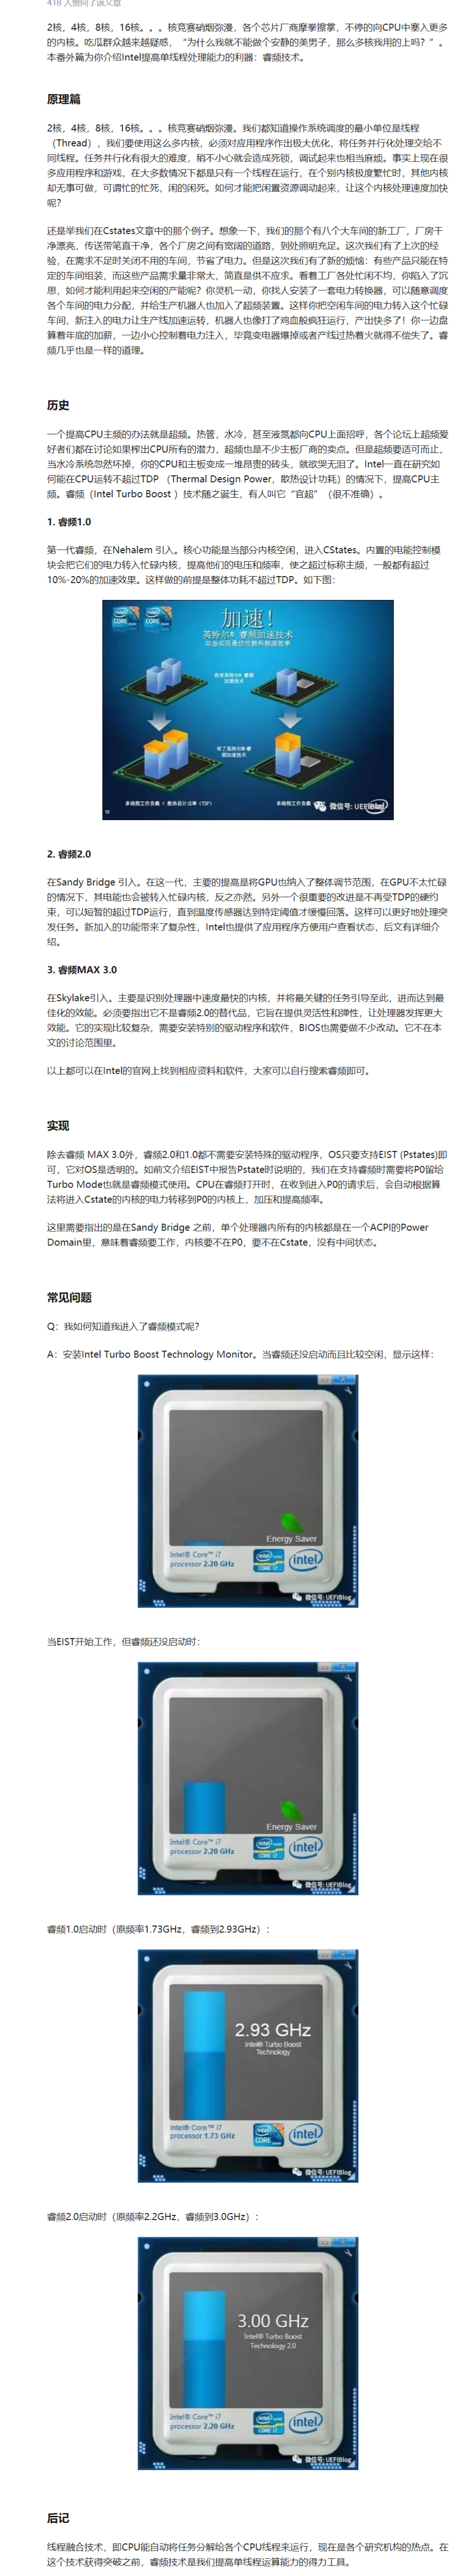 418 人赞同了该文章
2核，4核，8核，16核。。。核竞赛硝烟弥漫，各个芯片厂商摩拳擦掌，不停的向CPU中塞入更多
的内核。吃瓜群众越来越疑惑，“为什么我就不能做个安静的美男子，那么多核我用的上吗？”。
本番外篇为你介绍Intel提高单线程处理能力的利器：睿频技术。
原理篇
2核，4核，8核，16核。。。核竞赛硝烟弥漫。我们都知道操作系统调度的最小单位是线程
（Thread），我们要使用这么多内核，必须对应用程序作出极大优化，将任务并行化处理交给不
同线程。任务并行化有很大的难度，稍不小心就会造成死锁，调试起来也相当麻烦。事实上现在很
多应用程序和游戏，在大多数情况下都是只有一个线程在运行，在个别内核极度繁忙时，其他内核
却无事可做，可谓忙的忙死，闲的闲死。如何才能把闲置资源调动起来，让这个内核处理速度加快
呢？
还是举我们在Cstates文章中的那个例子。想象一下，我们的那个有八个大车间的新工厂，厂房干
净漂亮，传送带笔直干净，各个厂房之间有宽阔的道路，到处照明充足。这次我们有了上次的经
验，在需求不足时关闭不用的车间，节省了电力。但是这次我们有了新的烦恼：有些产品只能在特
定的车间组装，而这些产品需求量非常大，简直是供不应求。看着工厂各处忙闲不均，你陷入了沉
思，如何才能利用起来空闲的产能呢？你灵机一动，你找人安装了一套电力转换器，可以随意调度
各个车间的电力分配，并给生产机器人也加入了超频装置。这样你把空闲车间的电力转入这个忙碌
车间，新注入的电力让生产线加速运转，机器人也像打了鸡血般疯狂运行，产出快多了！你一边盘
算着年底的加薪，一边小心控制着电力注入，毕竟变电器爆掉或者产线过热着火就得不偿失了。睿
频几乎也是一样的道理。
历史
一个提高CPU主频的办法就是超频。热管，水冷，甚至液氮都向CPU上面招呼，各个论坛上超频爱
好者们都在讨论如果榨出CPU所有的潜力，超频也是不少主板厂商的卖点。但是超频要适可而止，
当水冷系统忽然坏掉，你的CPU和主板变成一堆昂贵的砖头，就欲哭无泪了。Intel一直在研究如
何能在CPU运转不超过TDP （Thermal Design Power，散热设计功耗）的情况下，提高CPU主
频。睿频（Intel Turbo Boost ）技术随之诞生，有人叫它“官超”（很不准确）。
1. 睿频1.0
第一代睿频，在Nehalem 引入。核心功能是当部分内核空闲，进入CStates。内置的电能控制模
块会把它们的电力转入忙碌内核，提高他们的电压和频率，使之超过标称主频，一般都有超过
10%-20%的加速效果。这样做的前提是整体功耗不超过TDP。如下图：
加速！
英特尔® 睿频加速技术
动态实现最优性能和能源效率
没有英特尔® 睿频
加速技术
有了英特尔® 睿
频加速技术
多线程工作负载 < 散热设计功率（TDP）
单线程工作负载
微信号: UEFIBlog
2. 睿频2.0
在Sandy Bridge 引入。在这一代，主要的提高是将GPU也纳入了整体调节范围，在GPU不太忙碌
的情况下，其电能也会被转入忙碌内核，反之亦然。另外一个很重要的改进是不再受TDP的硬约
束，可以短暂的超过TDP运行，直到温度传感器达到特定阈值才缓慢回落。这样可以更好地处理突
发任务。新加入的功能带来了复杂性，Intel也提供了应用程序方便用户查看状态，后文有详细介
绍。
3. 睿频MAX 3.0
在Skylake引入。主要是识别处理器中速度最快的内核，并将最关键的任务引导至此，进而达到最
佳化的效能。必须要指出它不是睿频2.0的替代品，它旨在提供灵活性和弹性，让处理器发挥更大
效能。它的实现比较复杂，需要安装特别的驱动程序和软件，BIOS也需要做不少改动。它不在本
文的讨论范围里。
以上都可以在Intel的官网上找到相应资料和软件，大家可以自行搜索睿频即可。
实现
除去睿频 MAX 3.0外，睿频2.0和1.0都不需要安装特殊的驱动程序，OS只要支持EIST (Pstates)即
可，它对OS是透明的。如前文介绍EIST中报告Pstate时说明的，我们在支持睿频时需要将P0留给
Turbo Mode也就是睿频模式使用。CPU在睿频打开时，在收到进入P0的请求后，会自动根据算
法将进入Cstate的内核的电力转移到P0的内核上，加压和提高频率。
这里需要指出的是在Sandy Bridge 之前，单个处理器内所有的内核都是在一个ACPI的Power
Domain里，意味着睿频要工作，内核要不在P0，要不在Cstate，没有中间状态。
常见问题
Q：我如何知道我进入了睿频模式呢？
A：安装Intel Turbo Boost Technology Monitor。当睿频还没启动而且比较空闲，显示这样：
Energy Saver
Intel® Core™ i7
processor 2.20 GHz
微信号: UEFIBlog
当EIST开始工作，但睿频还没启动时：
Energy Saver
Intel® Core™ i7
processor 2.20 GHz
微信号: UEFIBlog
睿频1.0启动时（原频率1.73GHz，睿频到2.93GHz）：
2.93 GHz
Intel® Turbo Boost
Technology
Intel® Core™ i7
processor 1.73 GHz
微信号: UEFIBlog
睿频2.0启动时（原频率2.2GHz，睿频到3.0GHz）：
3.00 GHz
Intel® Turbo Boost
Technology 2.0
Intel® Core™ i7
processor 2.20 GHz
微信号: UEFIBlog
后记
线程融合技术，即CPU能自动将任务分解给各个CPU线程来运行，现在是各个研究机构的热点。在
这个技术获得突破之前，睿频技术是我们提高单线程运算能力的得力工具。